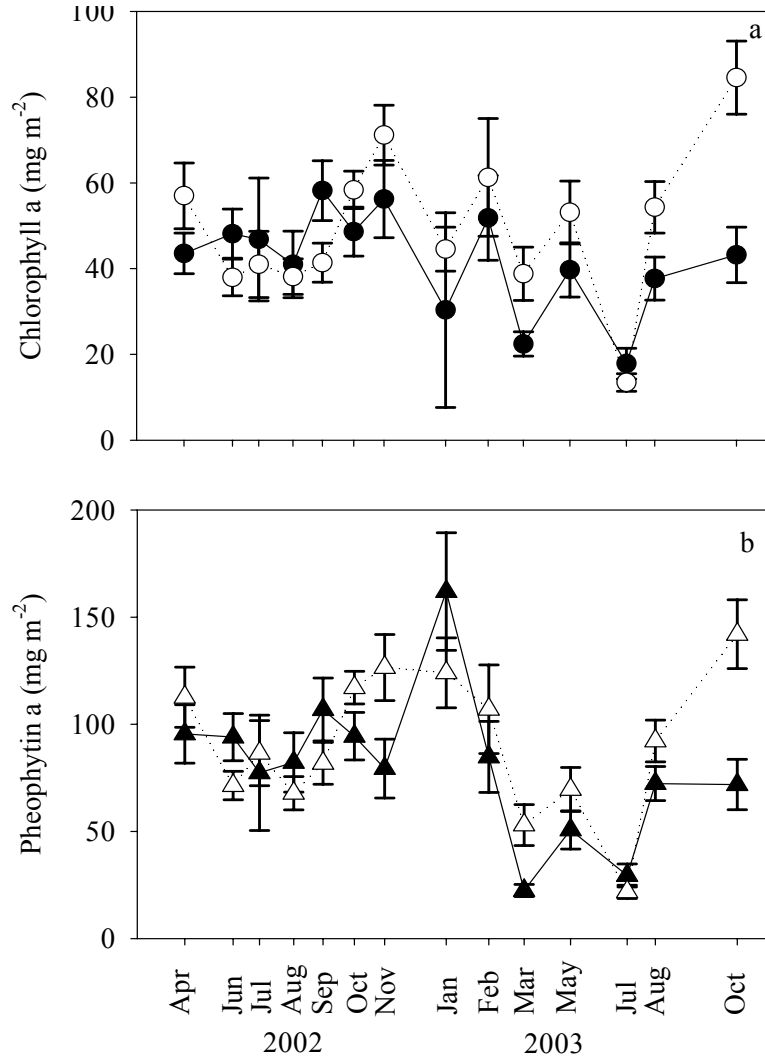 100
a
80
60
40
20
0
Chlorophyll a (mg m⁻²)
200
b
150
100
50
0
Pheophytin a (mg m⁻²)
Apr Jun Jul Aug Sep Oct Nov Jan Feb Mar May Jul Aug Oct
2002 2003